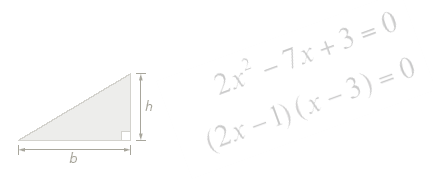 h
b
2x² − 7x + 3 = 0
(2x − 1)(x − 3) = 0